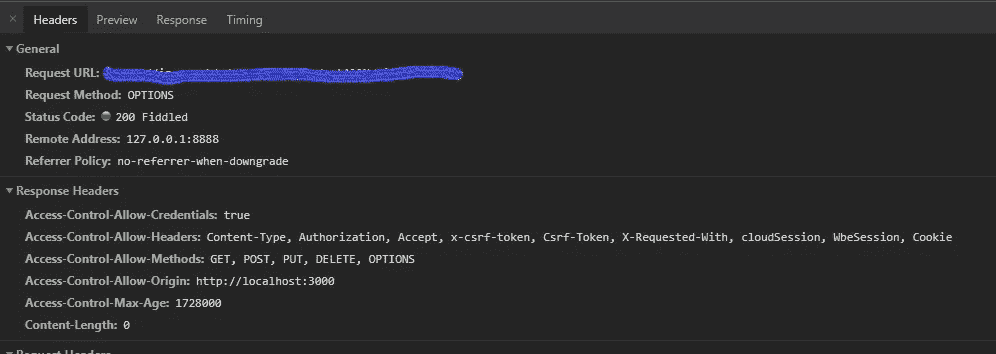 × Headers Preview Response Timing
▼ General
Request URL:
Request Method: OPTIONS
Status Code: 200 Fiddled
Remote Address: 127.0.0.1:8888
Referrer Policy: no-referrer-when-downgrade
▼ Response Headers
Access-Control-Allow-Credentials: true
Access-Control-Allow-Headers: Content-Type, Authorization, Accept, x-csrf-token, Csrf-Token, X-Requested-With, cloudSession, WbeSession, Cookie
Access-Control-Allow-Methods: GET, POST, PUT, DELETE, OPTIONS
Access-Control-Allow-Origin: http://localhost:3000
Access-Control-Max-Age: 1728000
Content-Length: 0
▼ Request Headers